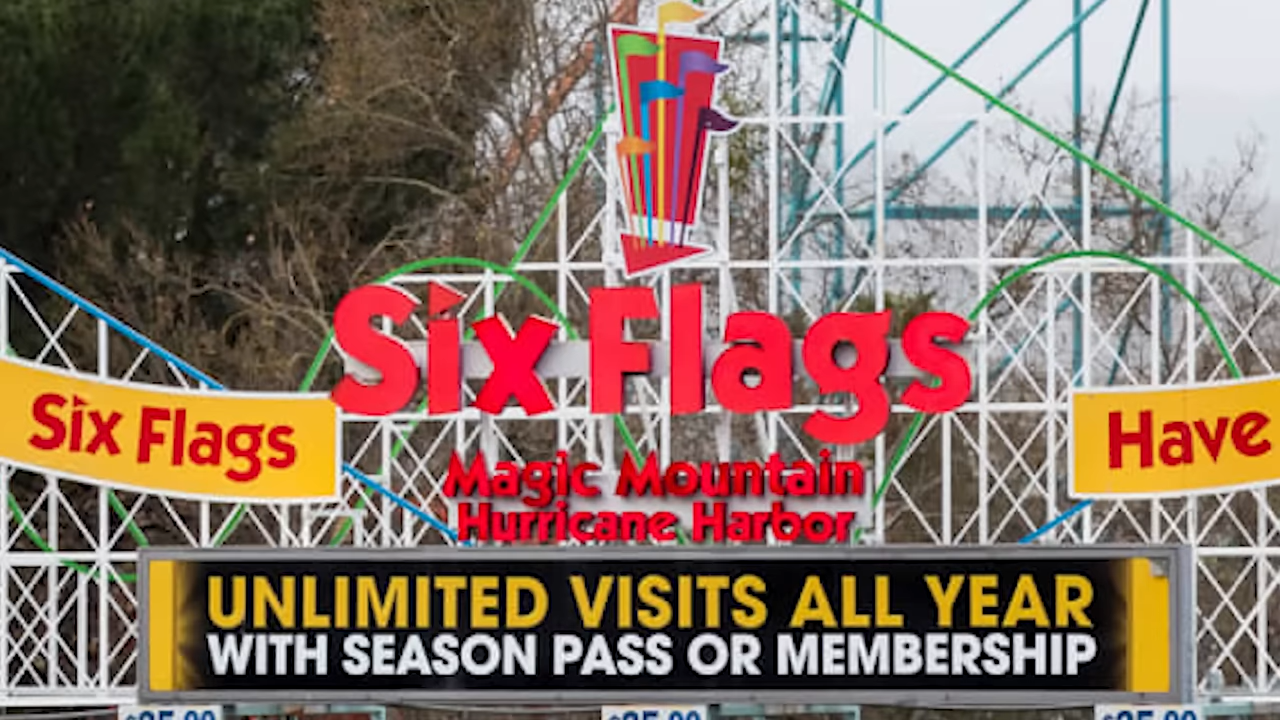 Six Flags
Six Flags
Have
Magic Mountain
Hurricane Harbor
UNLIMITED VISITS ALL YEAR
WITH SEASON PASS OR MEMBERSHIP